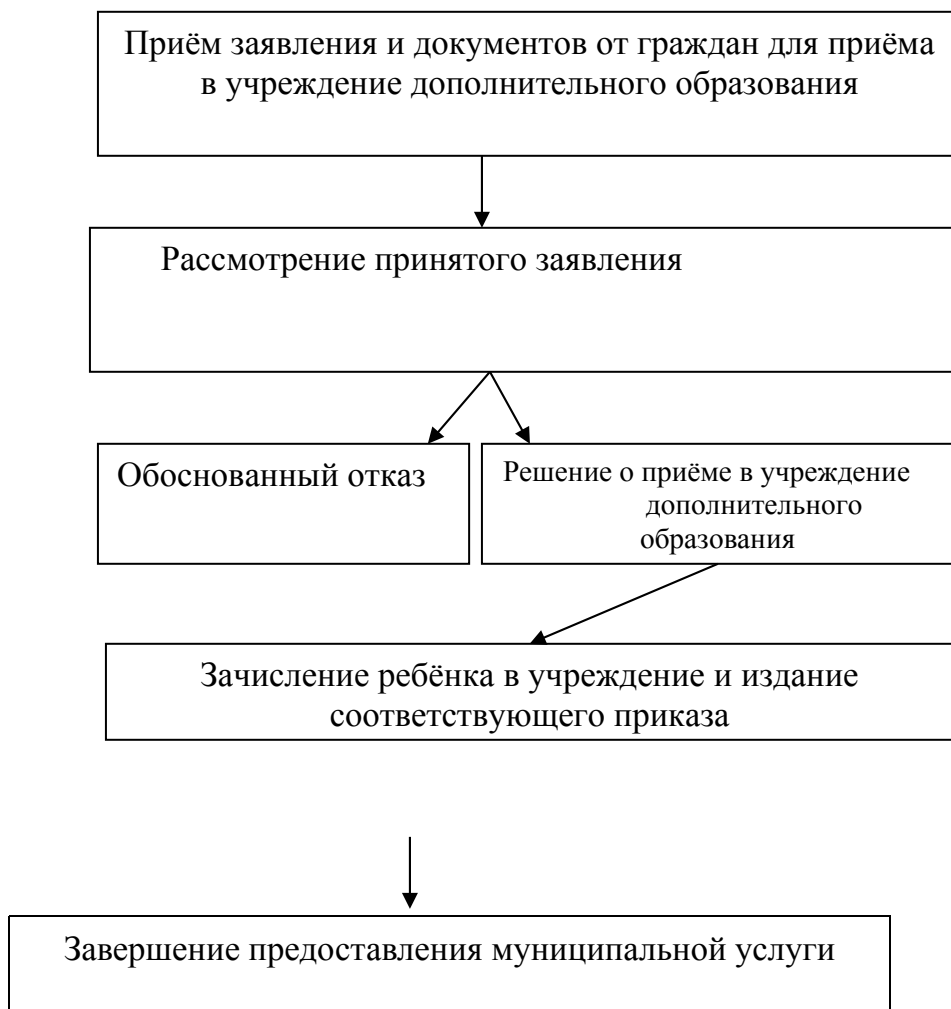 Приём заявления и документов от граждан для приёма
в учреждение дополнительного образования
Рассмотрение принятого заявления
Обоснованный отказ
Решение о приёме в учреждение
дополнительного
образования
Зачисление ребёнка в учреждение и издание
соответствующего приказа
Завершение предоставления муниципальной услуги